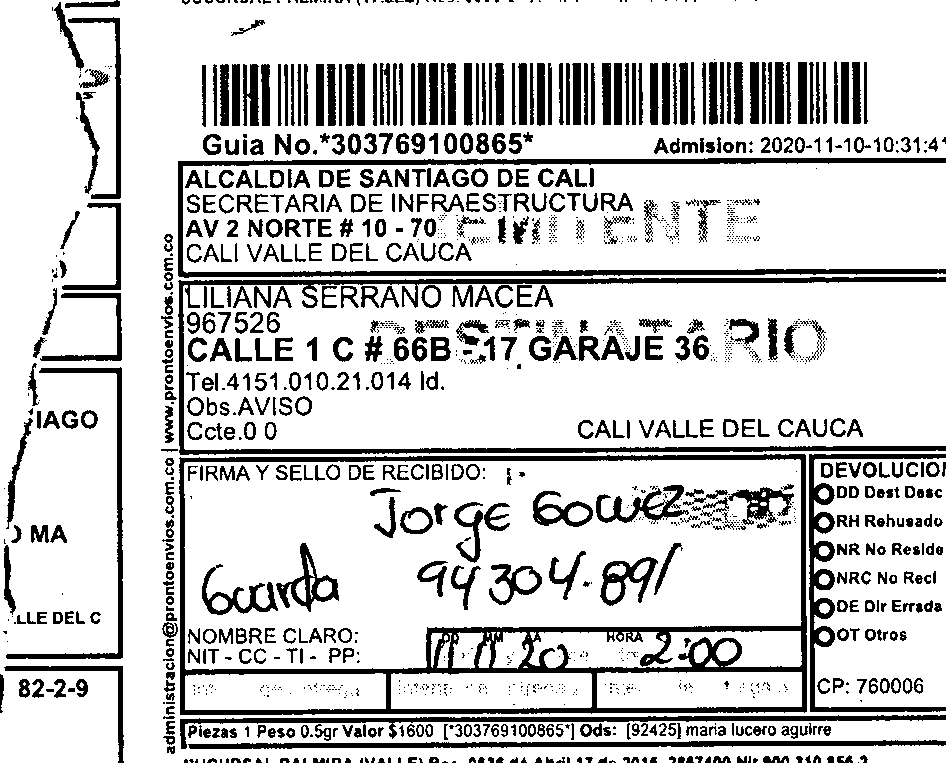 Guia No.*303769100865*
Admision: 2020-11-10-10:31:4
ALCALDIA DE SANTIAGO DE CALI
SECRETARIA DE INFRAESTRUCTURA
AV 2 NORTE # 10 - 70
CALI VALLE DEL CAUCA
LILIANA SERRANO MACEA
967526
DESTINATARIO
CALLE 1 C # 66B - 17 GARAJE 36
Tel.4151.010.21.014 Id.
Obs.AVISO
Ccte.0 0
CALI VALLE DEL CAUCA
administracion@prontoenvios.com.co | www.prontoenvios.com.co
FIRMA Y SELLO DE RECIBIDO:
Jorge Gomez
Guarda 94304-891
NOMBRE CLARO:
NIT - CC - TI - PP:
DD MM AA HORA
11 11 20 2:00
DEVOLUCIO
DD Dest Desc
RH Rehusado
NR No Reside
NRC No Recl
DE Dir Errada
OT Otros
CP: 760006
Piezas 1 Peso 0.5gr Valor $1600 [*303769100865*] Ods: [92425] maria lucero aguirre
IAGO
MA
LLE DEL C
82-2-9